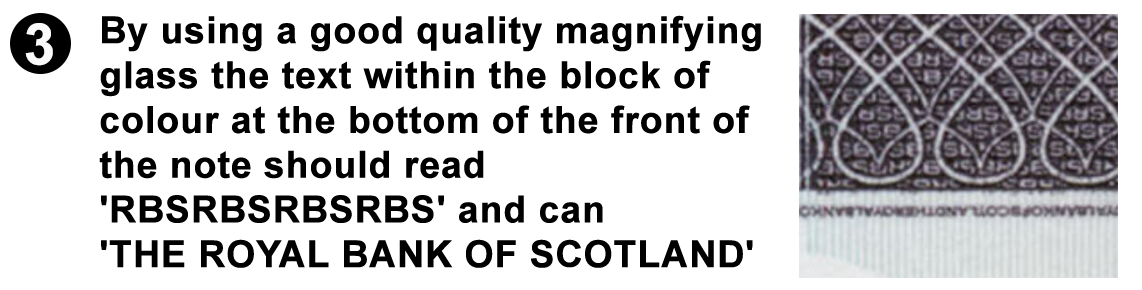 3
By using a good quality magnifying
glass the text within the block of
colour at the bottom of the front of
the note should read
'RBSRBSRBSRBS' and can
'THE ROYAL BANK OF SCOTLAND'